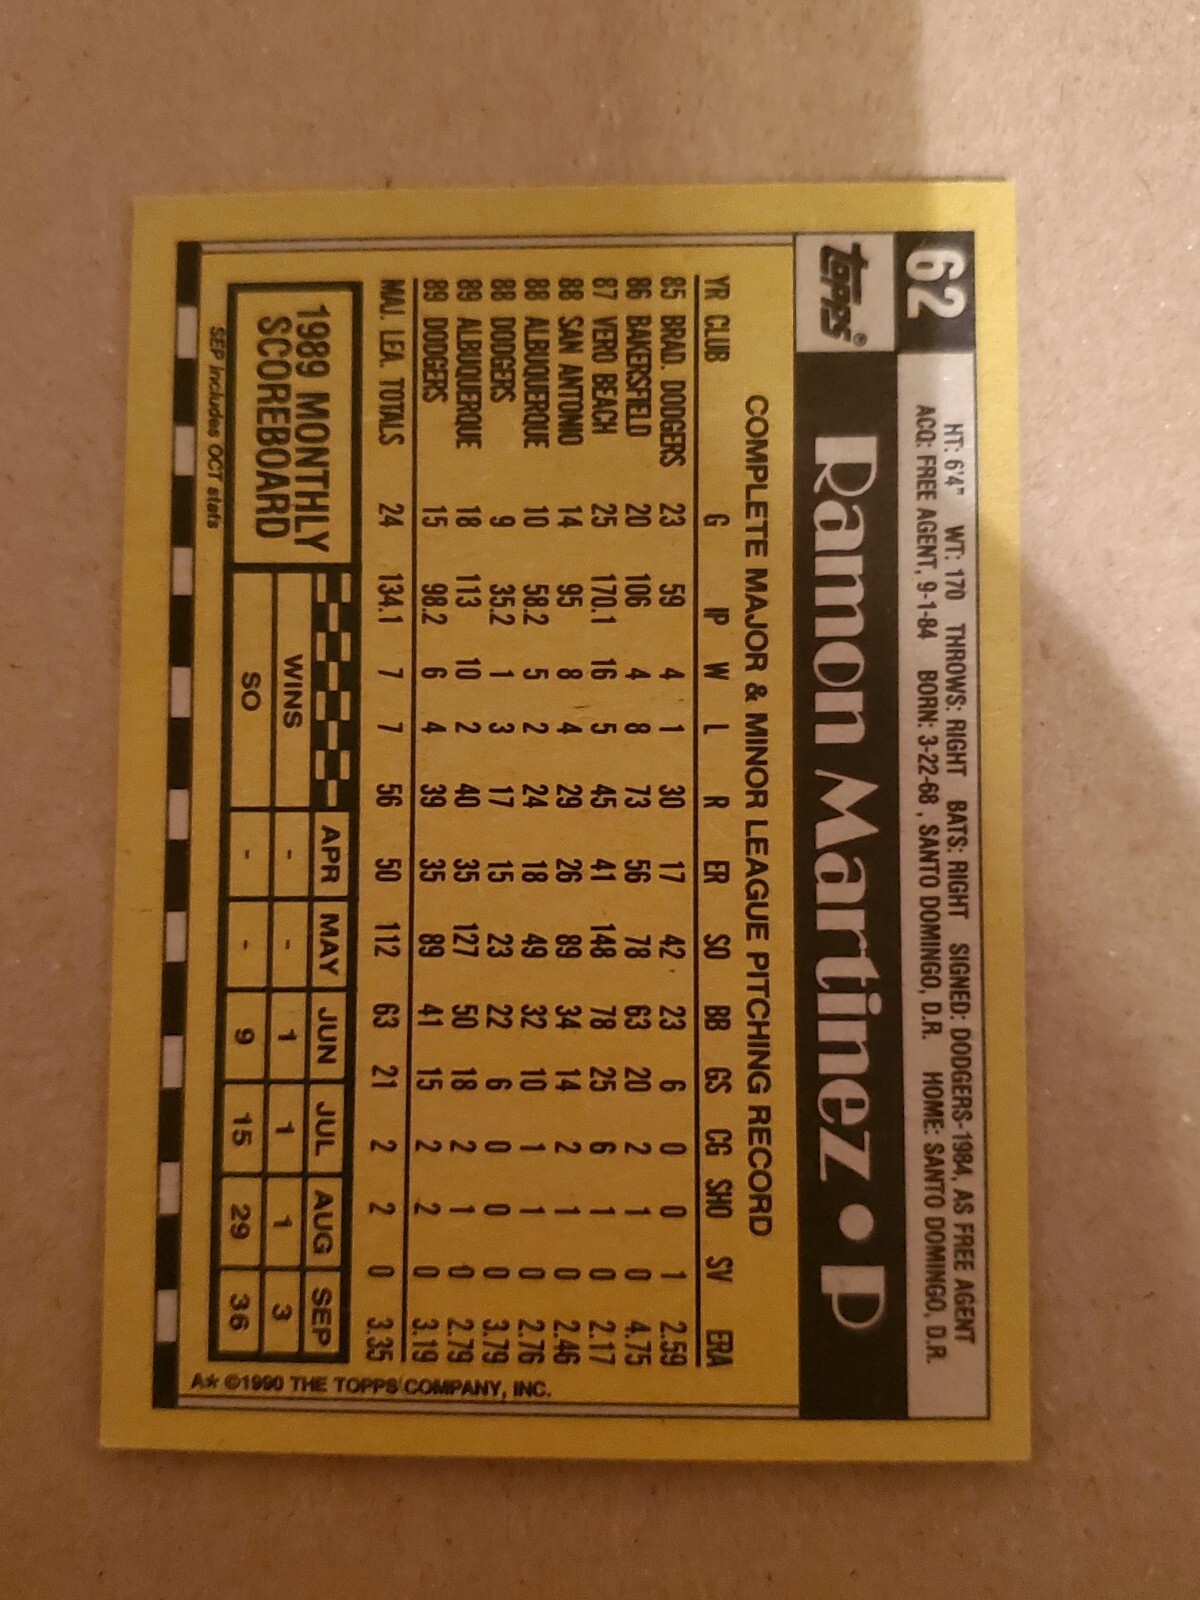 62
HT: 6'4" WT: 170 THROWS: RIGHT BATS: RIGHT SIGNED: DODGERS-1984, AS FREE AGENT
ACQ: FREE AGENT, 9-1-84 BORN: 3-22-68, SANTO DOMINGO, D.R. HOME: SANTO DOMINGO, D.R.
TOPPS® Ramon Martinez • P
COMPLETE MAJOR & MINOR LEAGUE PITCHING RECORD
YR CLUB G IP W L R ER SO BB GS CG SHO SV ERA
85 BRAD. DODGERS 23 59 4 1 30 17 42 23 6 0 0 1 2.59
86 BAKERSFIELD 20 106 4 8 73 56 78 63 20 2 1 0 4.75
87 VERO BEACH 25 170.1 16 5 45 41 148 78 25 6 1 0 2.17
88 SAN ANTONIO 14 95 8 4 29 26 89 34 14 2 1 0 2.46
88 ALBUQUERQUE 10 58.2 5 2 24 18 49 32 10 1 1 0 2.76
88 DODGERS 9 35.2 1 3 17 15 23 22 6 0 0 0 3.79
89 ALBUQUERQUE 18 113 10 2 40 35 127 50 18 2 1 0 2.79
89 DODGERS 15 98.2 6 4 39 35 89 41 15 2 2 0 3.19
MAJ. LEA. TOTALS 24 134.1 7 7 56 50 112 63 21 2 2 0 3.35
1989 MONTHLY
SCOREBOARD
APR MAY JUN JUL AUG SEP
WINS - - 1 1 1 3
SO - - 9 15 29 36
SEP includes OCT stats
A* ©1990 THE TOPPS COMPANY, INC.